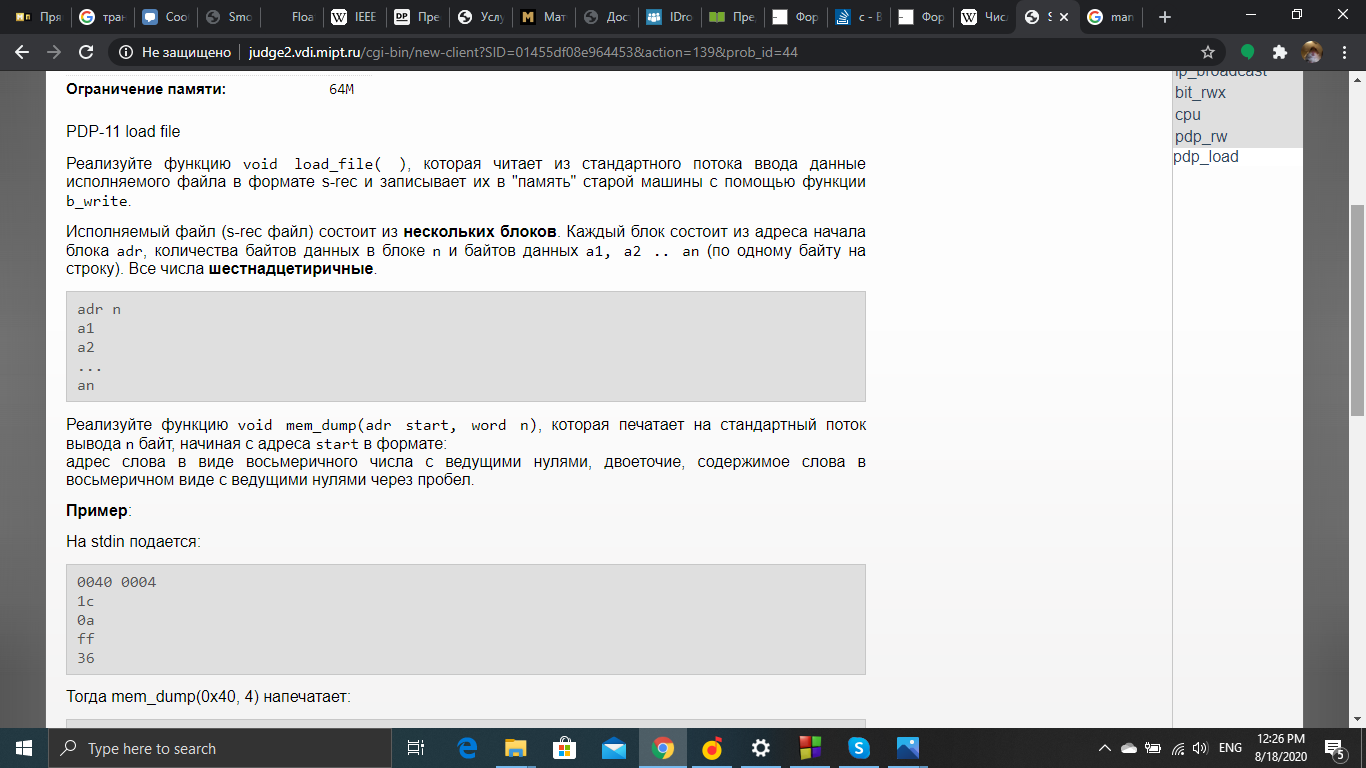 Пря
тран
Coo
Smo
Floa
IEEE
Пре
Услу
Мат
Дос
IDro
Пре,
Фор
c - B
Фор
Чис
S
man
Не защищено
judge2.vdi.mipt.ru/cgi-bin/new-client?SID=01455df08e964453&action=139&prob_id=44
Ограничение памяти: 64M
PDP-11 load file
Реализуйте функцию void load_file( ), которая читает из стандартного потока ввода данные
исполняемого файла в формате s-rec и записывает их в "память" старой машины с помощью функции
b_write.
Исполняемый файл (s-rec файл) состоит из нескольких блоков. Каждый блок состоит из адреса начала
блока adr, количества байтов данных в блоке n и байтов данных a1, a2 .. an (по одному байту на
строку). Все числа шестнадцетиричные.
adr n
a1
a2
...
an
Реализуйте функцию void mem_dump(adr start, word n), которая печатает на стандартный поток
вывода n байт, начиная с адреса start в формате:
адрес слова в виде восьмеричного числа с ведущими нулями, двоеточие, содержимое слова в
восьмеричном виде с ведущими нулями через пробел.
Пример:
На stdin подается:
0040 0004
1c
0a
ff
36
Тогда mem_dump(0x40, 4) напечатает:
ip_broadcast
bit_rwx
cpu
pdp_rw
pdp_load
Type here to search
ENG
12:26 PM
8/18/2020
5